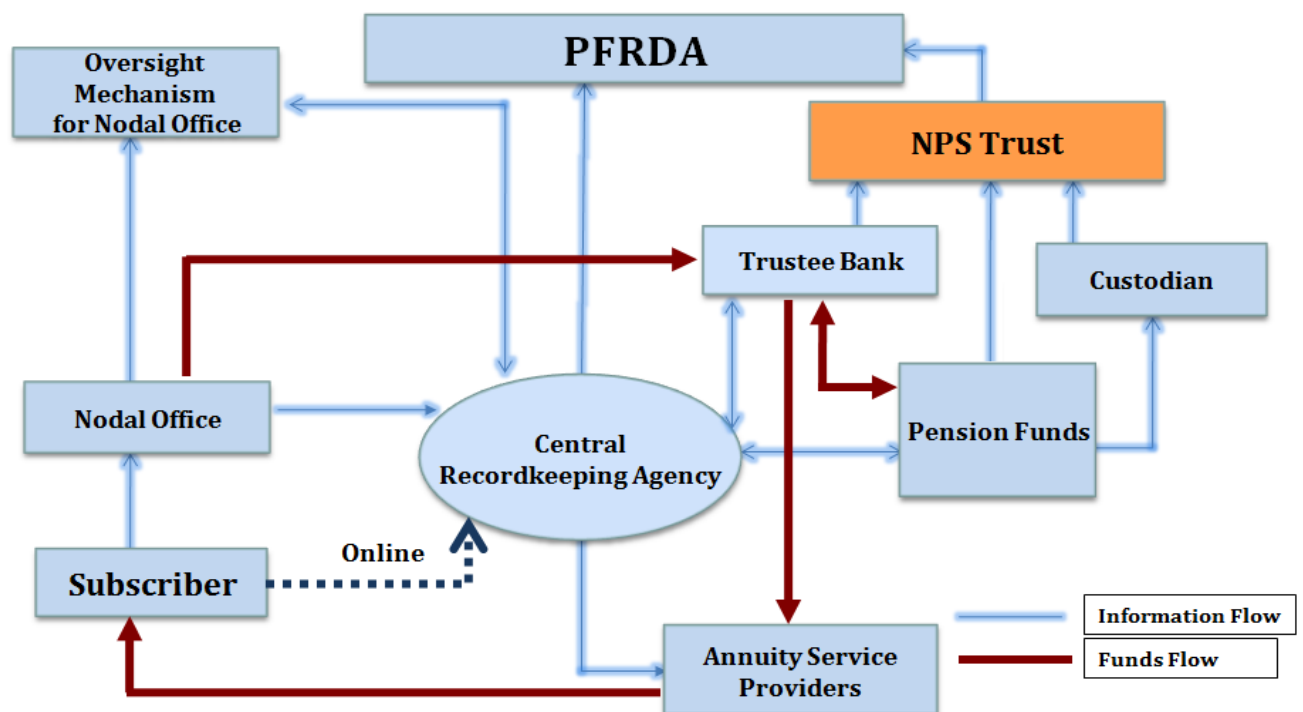 PFRDA
Oversight
Mechanism
for Nodal Office
NPS Trust
Trustee Bank
Custodian
Nodal Office
Pension Funds
Central
Recordkeeping Agency
Online
Subscriber
Information Flow
Annuity Service
Providers
Funds Flow